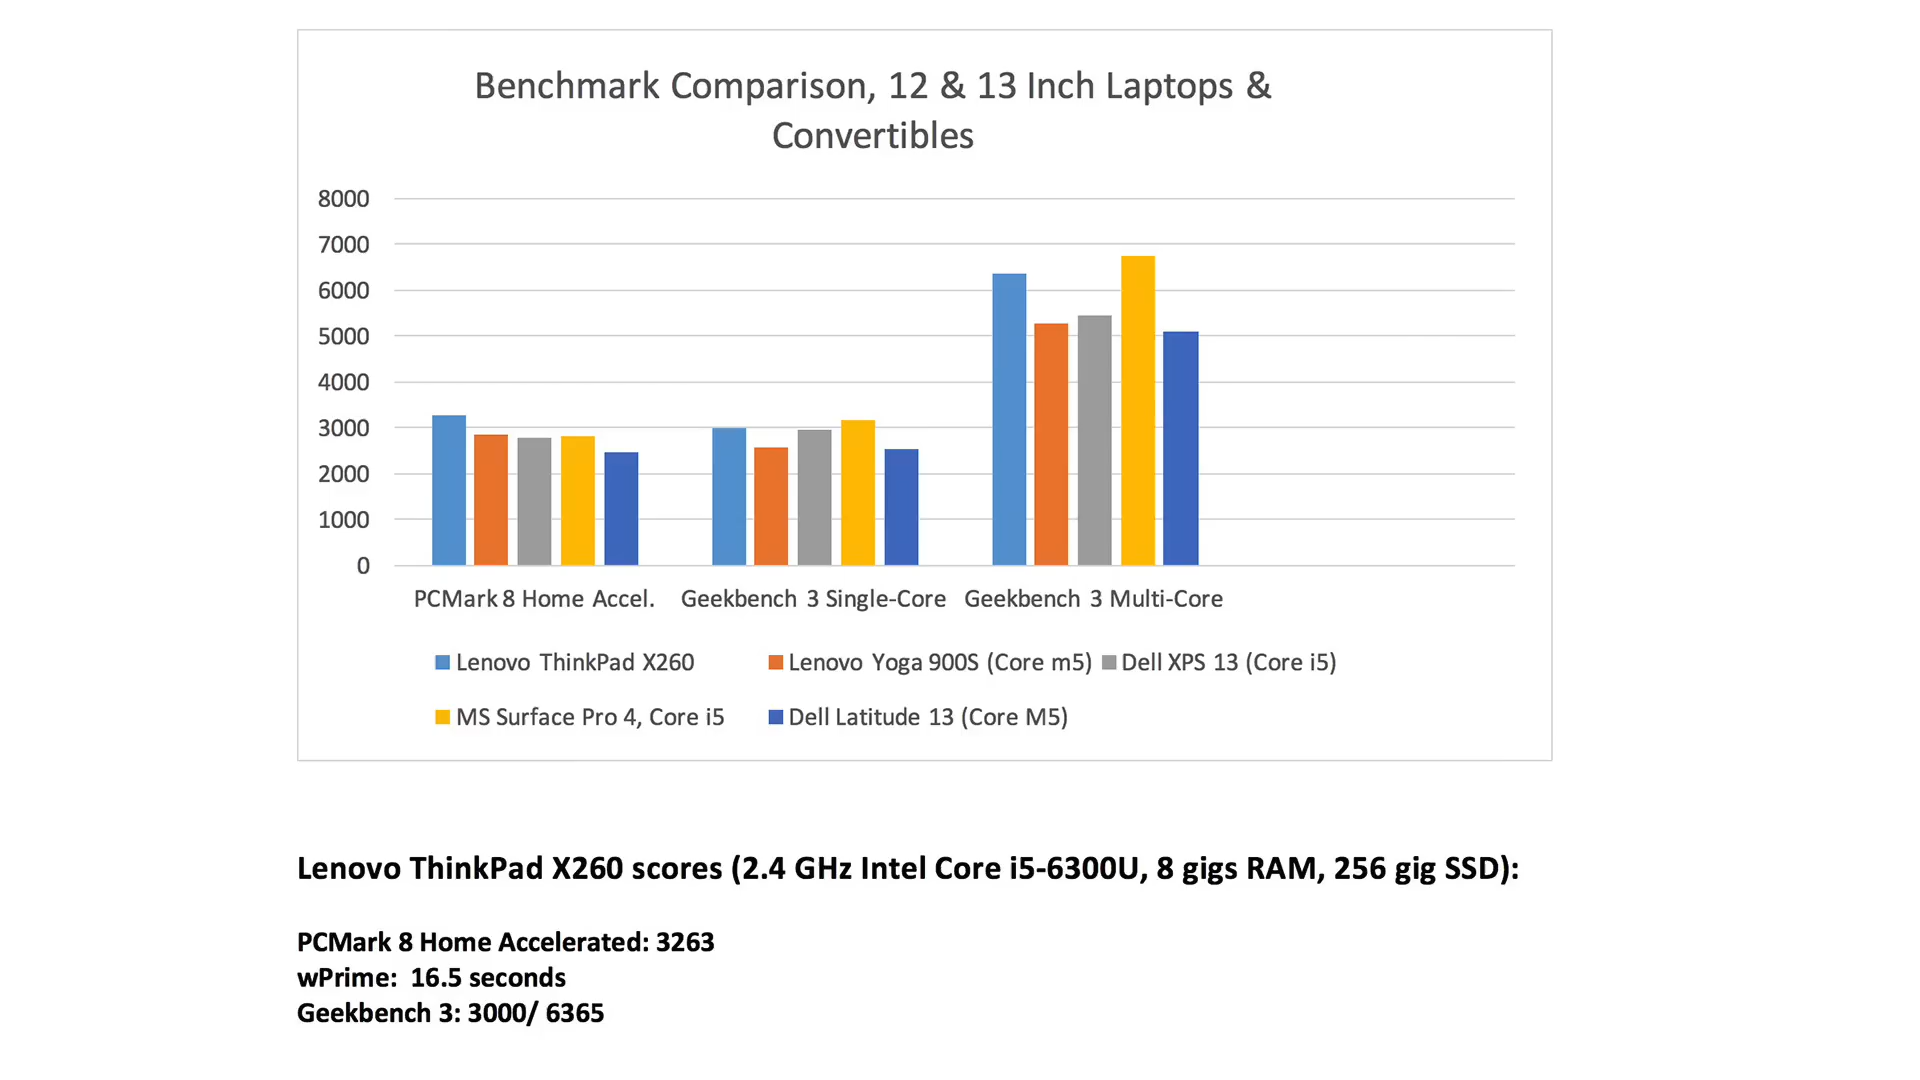 Benchmark Comparison, 12 & 13 Inch Laptops &
Convertibles
8000
7000
6000
5000
4000
3000
2000
1000
0
PCMark 8 Home Accel. Geekbench 3 Single-Core Geekbench 3 Multi-Core
Lenovo ThinkPad X260 Lenovo Yoga 900S (Core m5) Dell XPS 13 (Core i5)
MS Surface Pro 4, Core i5 Dell Latitude 13 (Core M5)
Lenovo ThinkPad X260 scores (2.4 GHz Intel Core i5-6300U, 8 gigs RAM, 256 gig SSD):
PCMark 8 Home Accelerated: 3263
wPrime: 16.5 seconds
Geekbench 3: 3000/ 6365